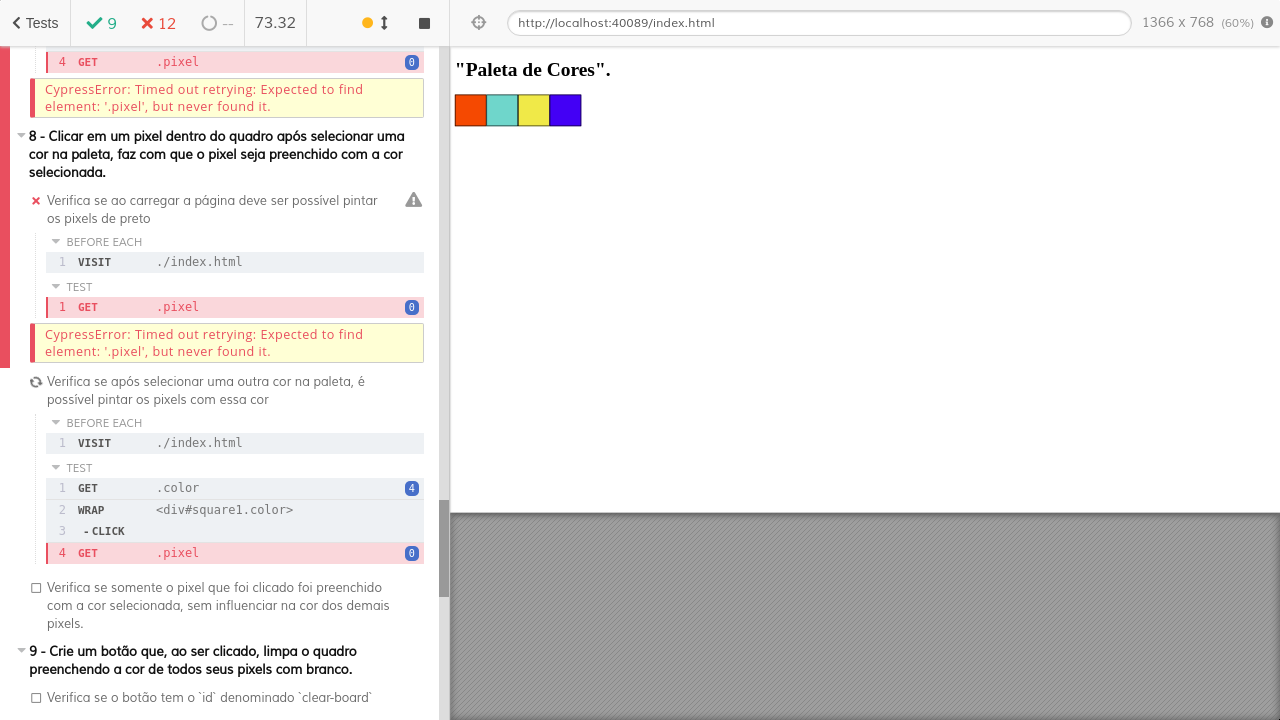 Tests
9
12
--
73.32
http://localhost:40089/index.html
1366 x 768 (60%)
4 GET .pixel 0
CypressError: Timed out retrying: Expected to find
element: '.pixel', but never found it.
8 - Clicar em um pixel dentro do quadro após selecionar uma
cor na paleta, faz com que o pixel seja preenchido com a cor
selecionada.
Verifica se ao carregar a página deve ser possível pintar
os pixels de preto
BEFORE EACH
1 VISIT ./index.html
TEST
1 GET .pixel 0
CypressError: Timed out retrying: Expected to find
element: '.pixel', but never found it.
Verifica se após selecionar uma outra cor na paleta, é
possível pintar os pixels com essa cor
BEFORE EACH
1 VISIT ./index.html
TEST
1 GET .color 4
2 WRAP <div#square1.color>
3 - CLICK
4 GET .pixel 0
Verifica se somente o pixel que foi clicado foi preenchido
com a cor selecionada, sem influenciar na cor dos demais
pixels.
9 - Crie um botão que, ao ser clicado, limpa o quadro
preenchendo a cor de todos seus pixels com branco.
Verifica se o botão tem o `id` denominado `clear-board`
"Paleta de Cores".